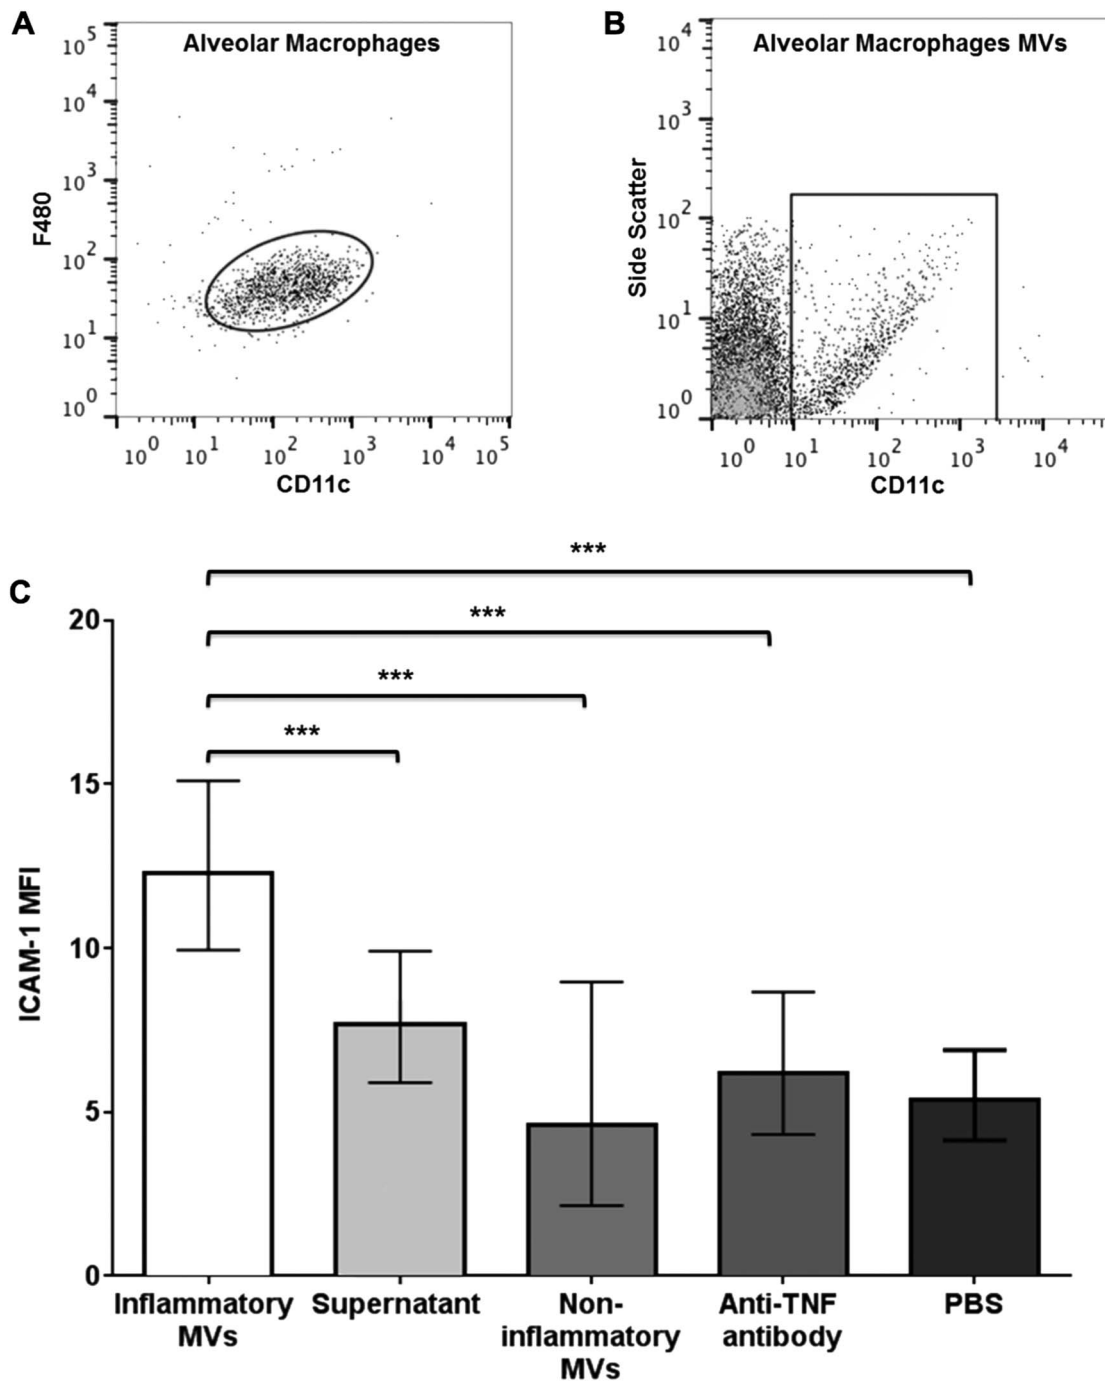 A
Alveolar Macrophages
10^5
10^4
10^3
10^2
10^1
10^0
F480
10^0 10^1 10^2 10^3 10^4 10^5
CD11c
B
Alveolar Macrophages MVs
10^4
10^3
10^2
10^1
10^0
Side Scatter
10^0 10^1 10^2 10^3 10^4
CD11c
C
***
***
***
***
20
15
10
5
0
ICAM-1 MFI
Inflammatory
MVs
Supernatant
Non-
inflammatory
MVs
Anti-TNF
antibody
PBS